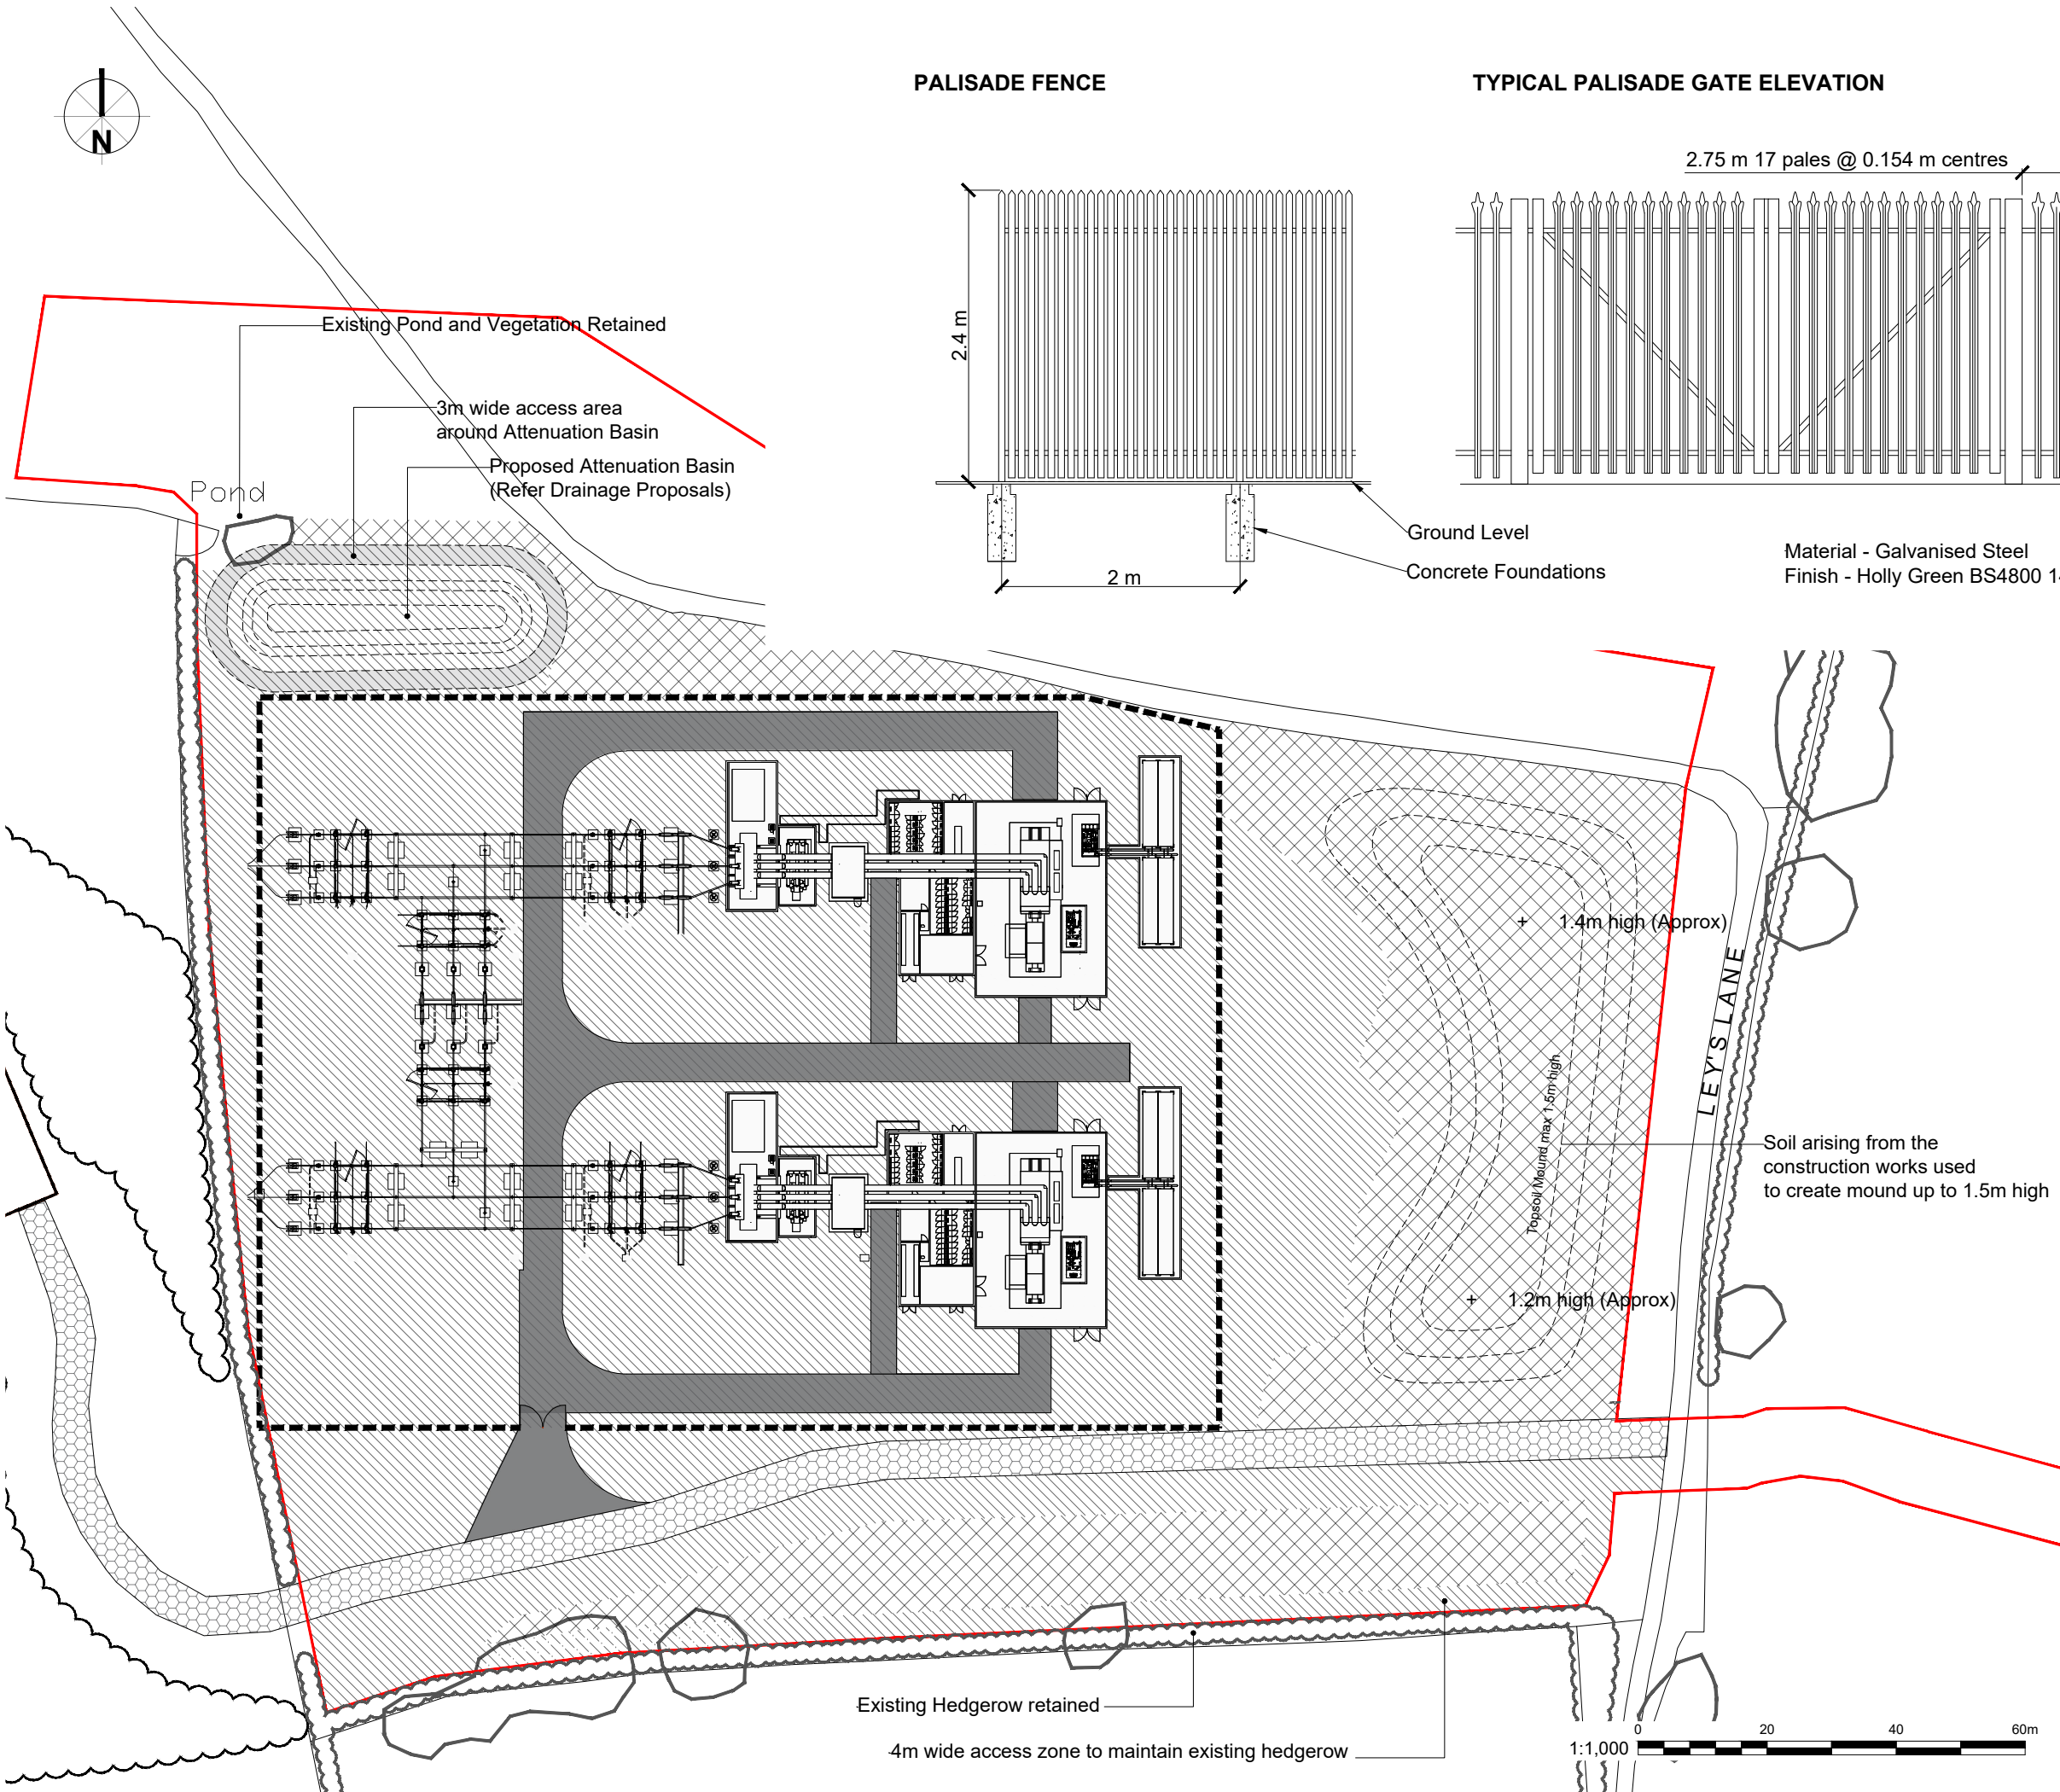 N
PALISADE FENCE
TYPICAL PALISADE GATE ELEVATION
2.75 m 17 pales @ 0.154 m centres
2.4 m
2 m
Ground Level
Concrete Foundations
Material - Galvanised Steel
Finish - Holly Green BS4800
Existing Pond and Vegetation Retained
3m wide access area
around Attenuation Basin
Proposed Attenuation Basin
(Refer Drainage Proposals)
Pond
1.4m high (Approx)
LEY'S LANE
Topsoil Mound max 1.5m high
Soil arising from the
construction works used
to create mound up to 1.5m high
1.2m high (Approx)
Existing Hedgerow retained
4m wide access zone to maintain existing hedgerow
0 20 40 60m
1:1,000